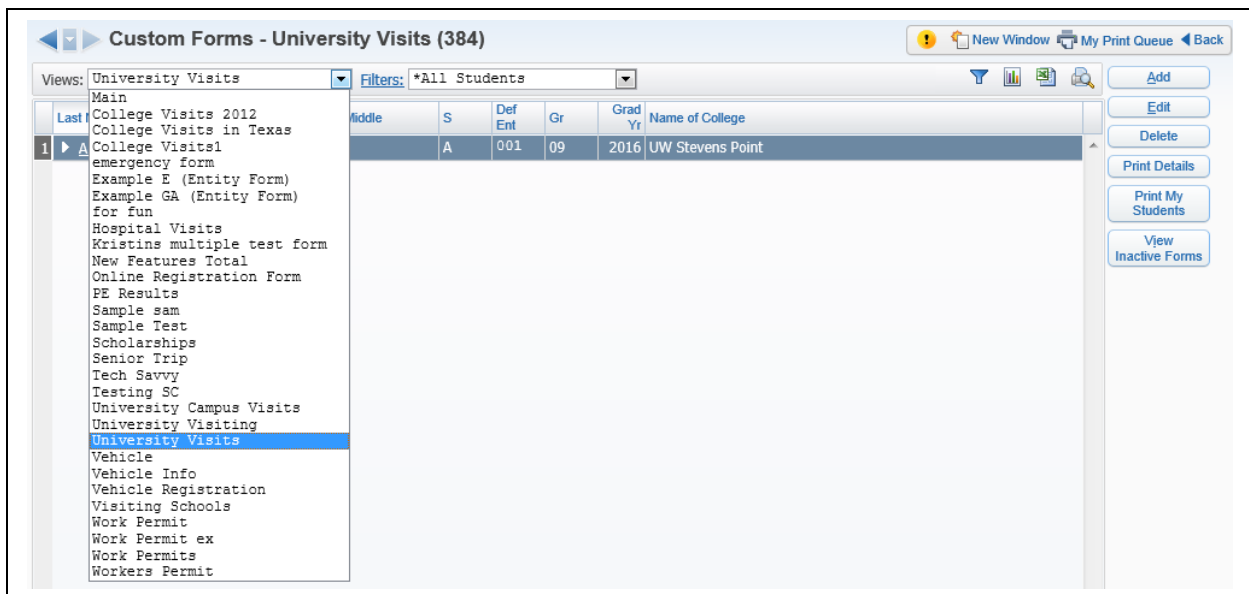 Custom Forms - University Visits (384)
New Window My Print Queue Back
Views: University Visits Filters: *All Students
Add
Edit
Delete
Print Details
Print My
Students
View
Inactive Forms
Last Middle S Def Ent Gr Grad Yr Name of College
1 A A 001 09 2016 UW Stevens Point
Main
College Visits 2012
College Visits in Texas
College Visits1
emergency form
Example E (Entity Form)
Example GA (Entity Form)
for fun
Hospital Visits
Kristins multiple test form
New Features Total
Online Registration Form
PE Results
Sample sam
Sample Test
Scholarships
Senior Trip
Tech Savvy
Testing SC
University Campus Visits
University Visiting
University Visits
Vehicle
Vehicle Info
Vehicle Registration
Visiting Schools
Work Permit
Work Permit ex
Work Permits
Workers Permit